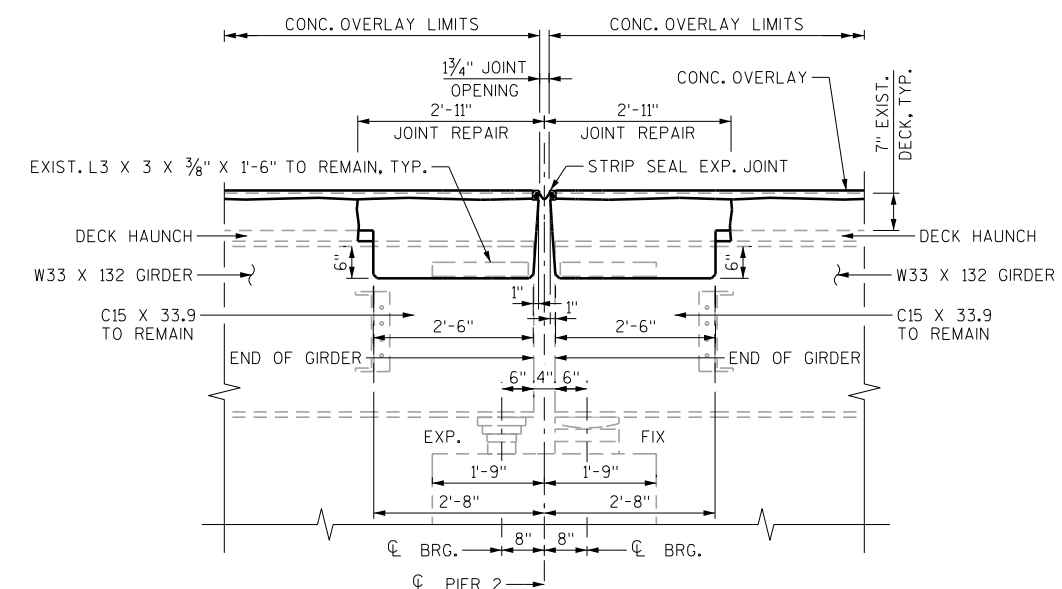 CONC. OVERLAY LIMITS
CONC. OVERLAY LIMITS
1¾" JOINT
OPENING
CONC. OVERLAY
7" EXIST.
DECK, TYP.
2'-11"
2'-11"
JOINT REPAIR
JOINT REPAIR
EXIST. L3 X 3 X ⅜" X 1'-6" TO REMAIN, TYP.
STRIP SEAL EXP. JOINT
DECK HAUNCH
DECK HAUNCH
6"
6"
W33 X 132 GIRDER
W33 X 132 GIRDER
1"
1"
C15 X 33.9
TO REMAIN
C15 X 33.9
TO REMAIN
2'-6"
2'-6"
END OF GIRDER
END OF GIRDER
6" 4" 6"
EXP.
FIX
1'-9"
1'-9"
2'-8"
2'-8"
8"
8"
℄ BRG.
℄ BRG.
℄ PIER 2